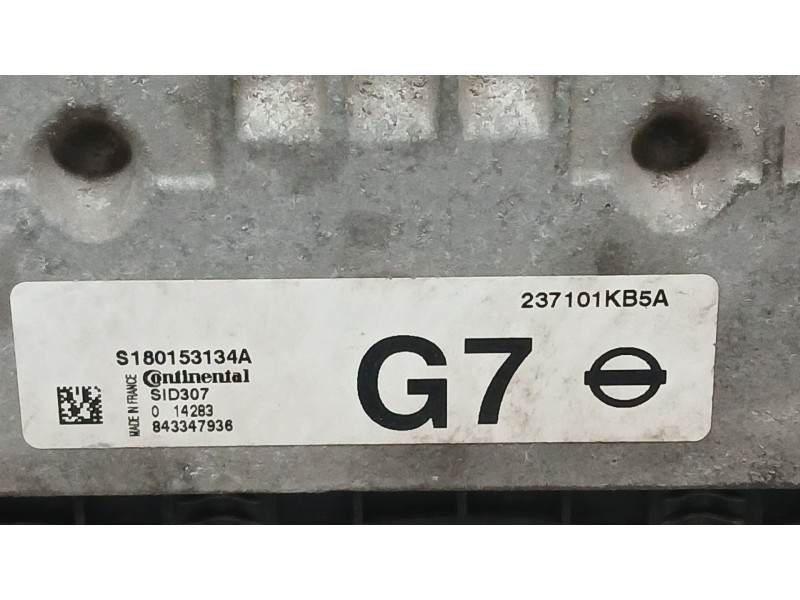 237101KB5A
S180153134A
Continental
SID307
0 14283
843347936
MADE IN FRANCE
G7